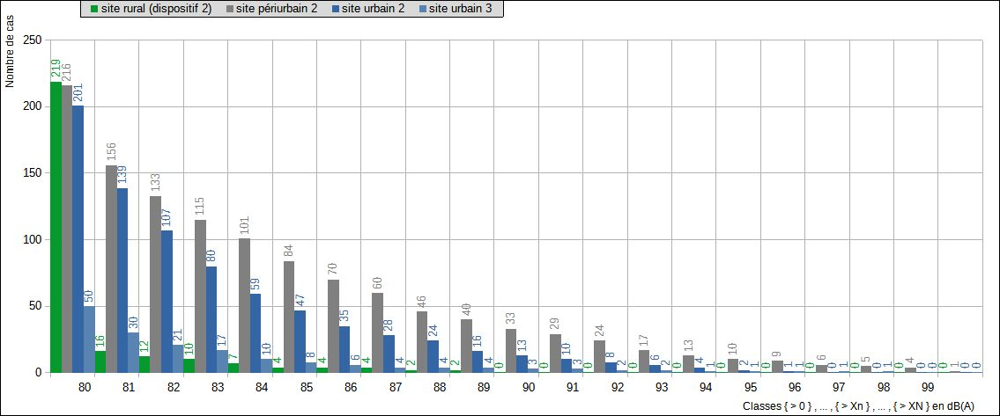 site rural (dispositif 2) site périurbain 2 site urbain 2 site urbain 3
Nombre de cas
250
200
150
100
50
0
219 216 201 50
16 156 139 30
12 133 107 21
10 115 80 17
7 101 59 10
4 84 47 8
4 70 35 6
4 60 28 4
2 46 24 4
2 40 16 4
0 33 13 3
0 29 10 3
0 24 8 2
0 17 6 2
0 13 4 1
0 10 2 1
0 9 1 1
0 6 0 1
0 5 0 1
0 4 0 0
0 1 0 0
80 81 82 83 84 85 86 87 88 89 90 91 92 93 94 95 96 97 98 99
Classes { > 0 } , ... , { > Xn } , ... , { > XN } en dB(A)